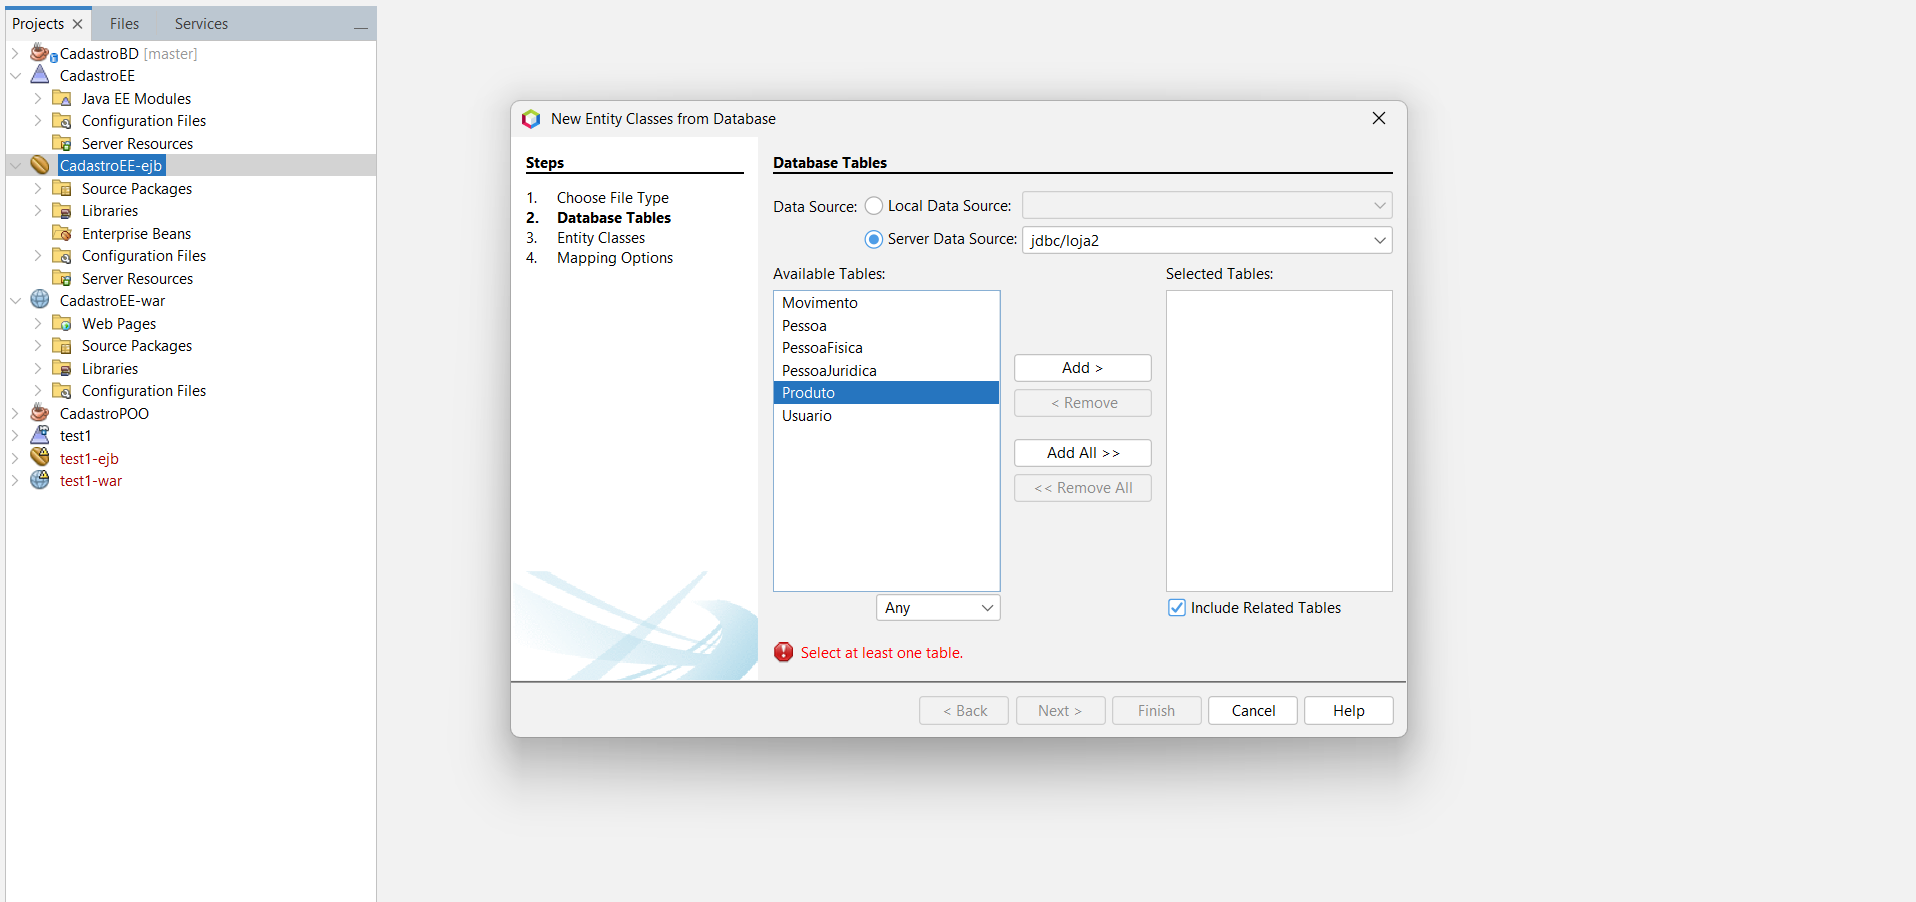 Projects
Files
Services
CadastroBD [master]
CadastroEE
Java EE Modules
Configuration Files
Server Resources
CadastroEE-ejb
Source Packages
Libraries
Enterprise Beans
Configuration Files
Server Resources
CadastroEE-war
Web Pages
Source Packages
Libraries
Configuration Files
CadastroPOO
test1
test1-ejb
test1-war
New Entity Classes from Database
Steps
1. Choose File Type
2. Database Tables
3. Entity Classes
4. Mapping Options
Database Tables
Data Source: Local Data Source:
Server Data Source: jdbc/loja2
Available Tables:
Movimento
Pessoa
PessoaFisica
PessoaJuridica
Produto
Usuario
Any
Add >
< Remove
Add All >>
<< Remove All
Selected Tables:
Include Related Tables
Select at least one table.
< Back
Next >
Finish
Cancel
Help